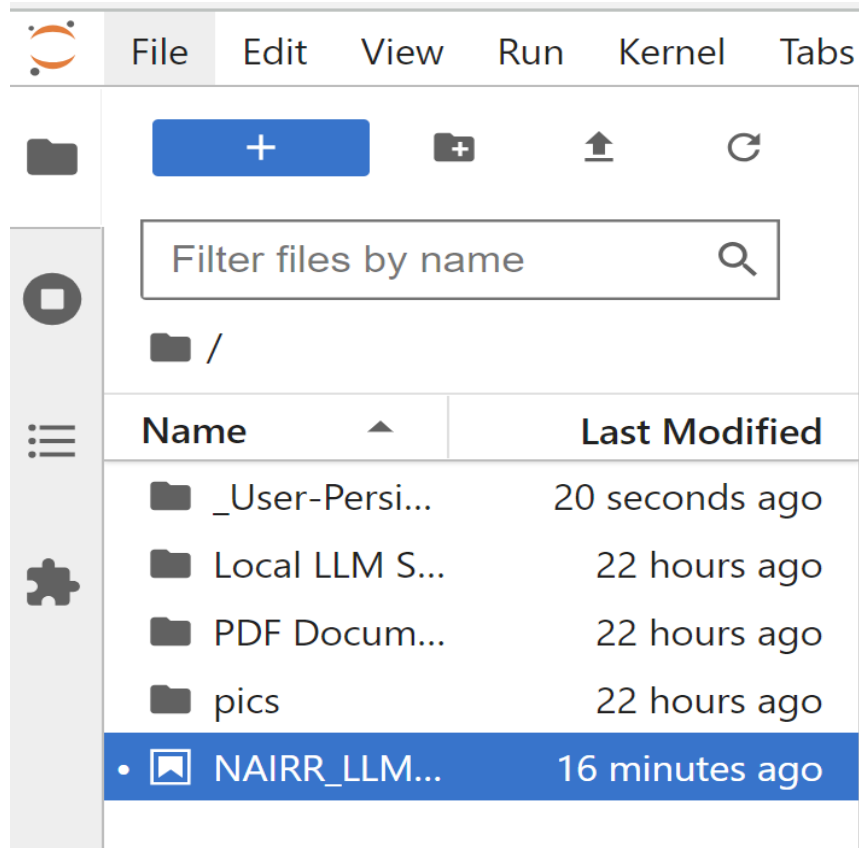 File Edit View Run Kernel Tabs
Filter files by name
/
Name Last Modified
_User-Persi... 20 seconds ago
Local LLM S... 22 hours ago
PDF Docum... 22 hours ago
pics 22 hours ago
NAIRR_LLM... 16 minutes ago